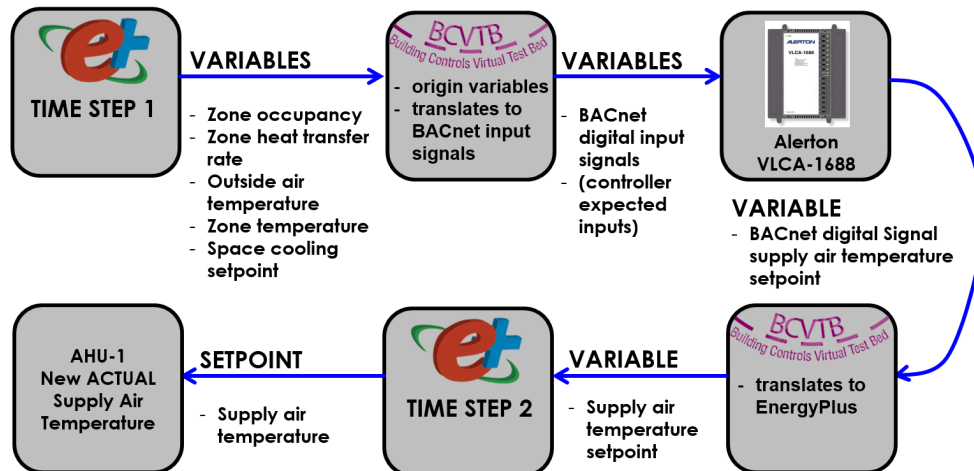 e+
TIME STEP 1
VARIABLES
- Zone occupancy
- Zone heat transfer
rate
- Outside air
temperature
- Zone temperature
- Space cooling
setpoint
BCVTB
Building Controls Virtual Test Bed
- origin variables
- translates to
BACnet input
signals
VARIABLES
- BACnet
digital input
signals
- (controller
expected
inputs)
ALERTON
VLCA-1688
Alerton
VLCA-1688
VARIABLE
- BACnet digital Signal
supply air temperature
setpoint
BCVTB
Building Controls Virtual Test Bed
- translates to
EnergyPlus
VARIABLE
- Supply air
temperature
setpoint
e+
TIME STEP 2
SETPOINT
- Supply air
temperature
AHU-1
New ACTUAL
Supply Air
Temperature